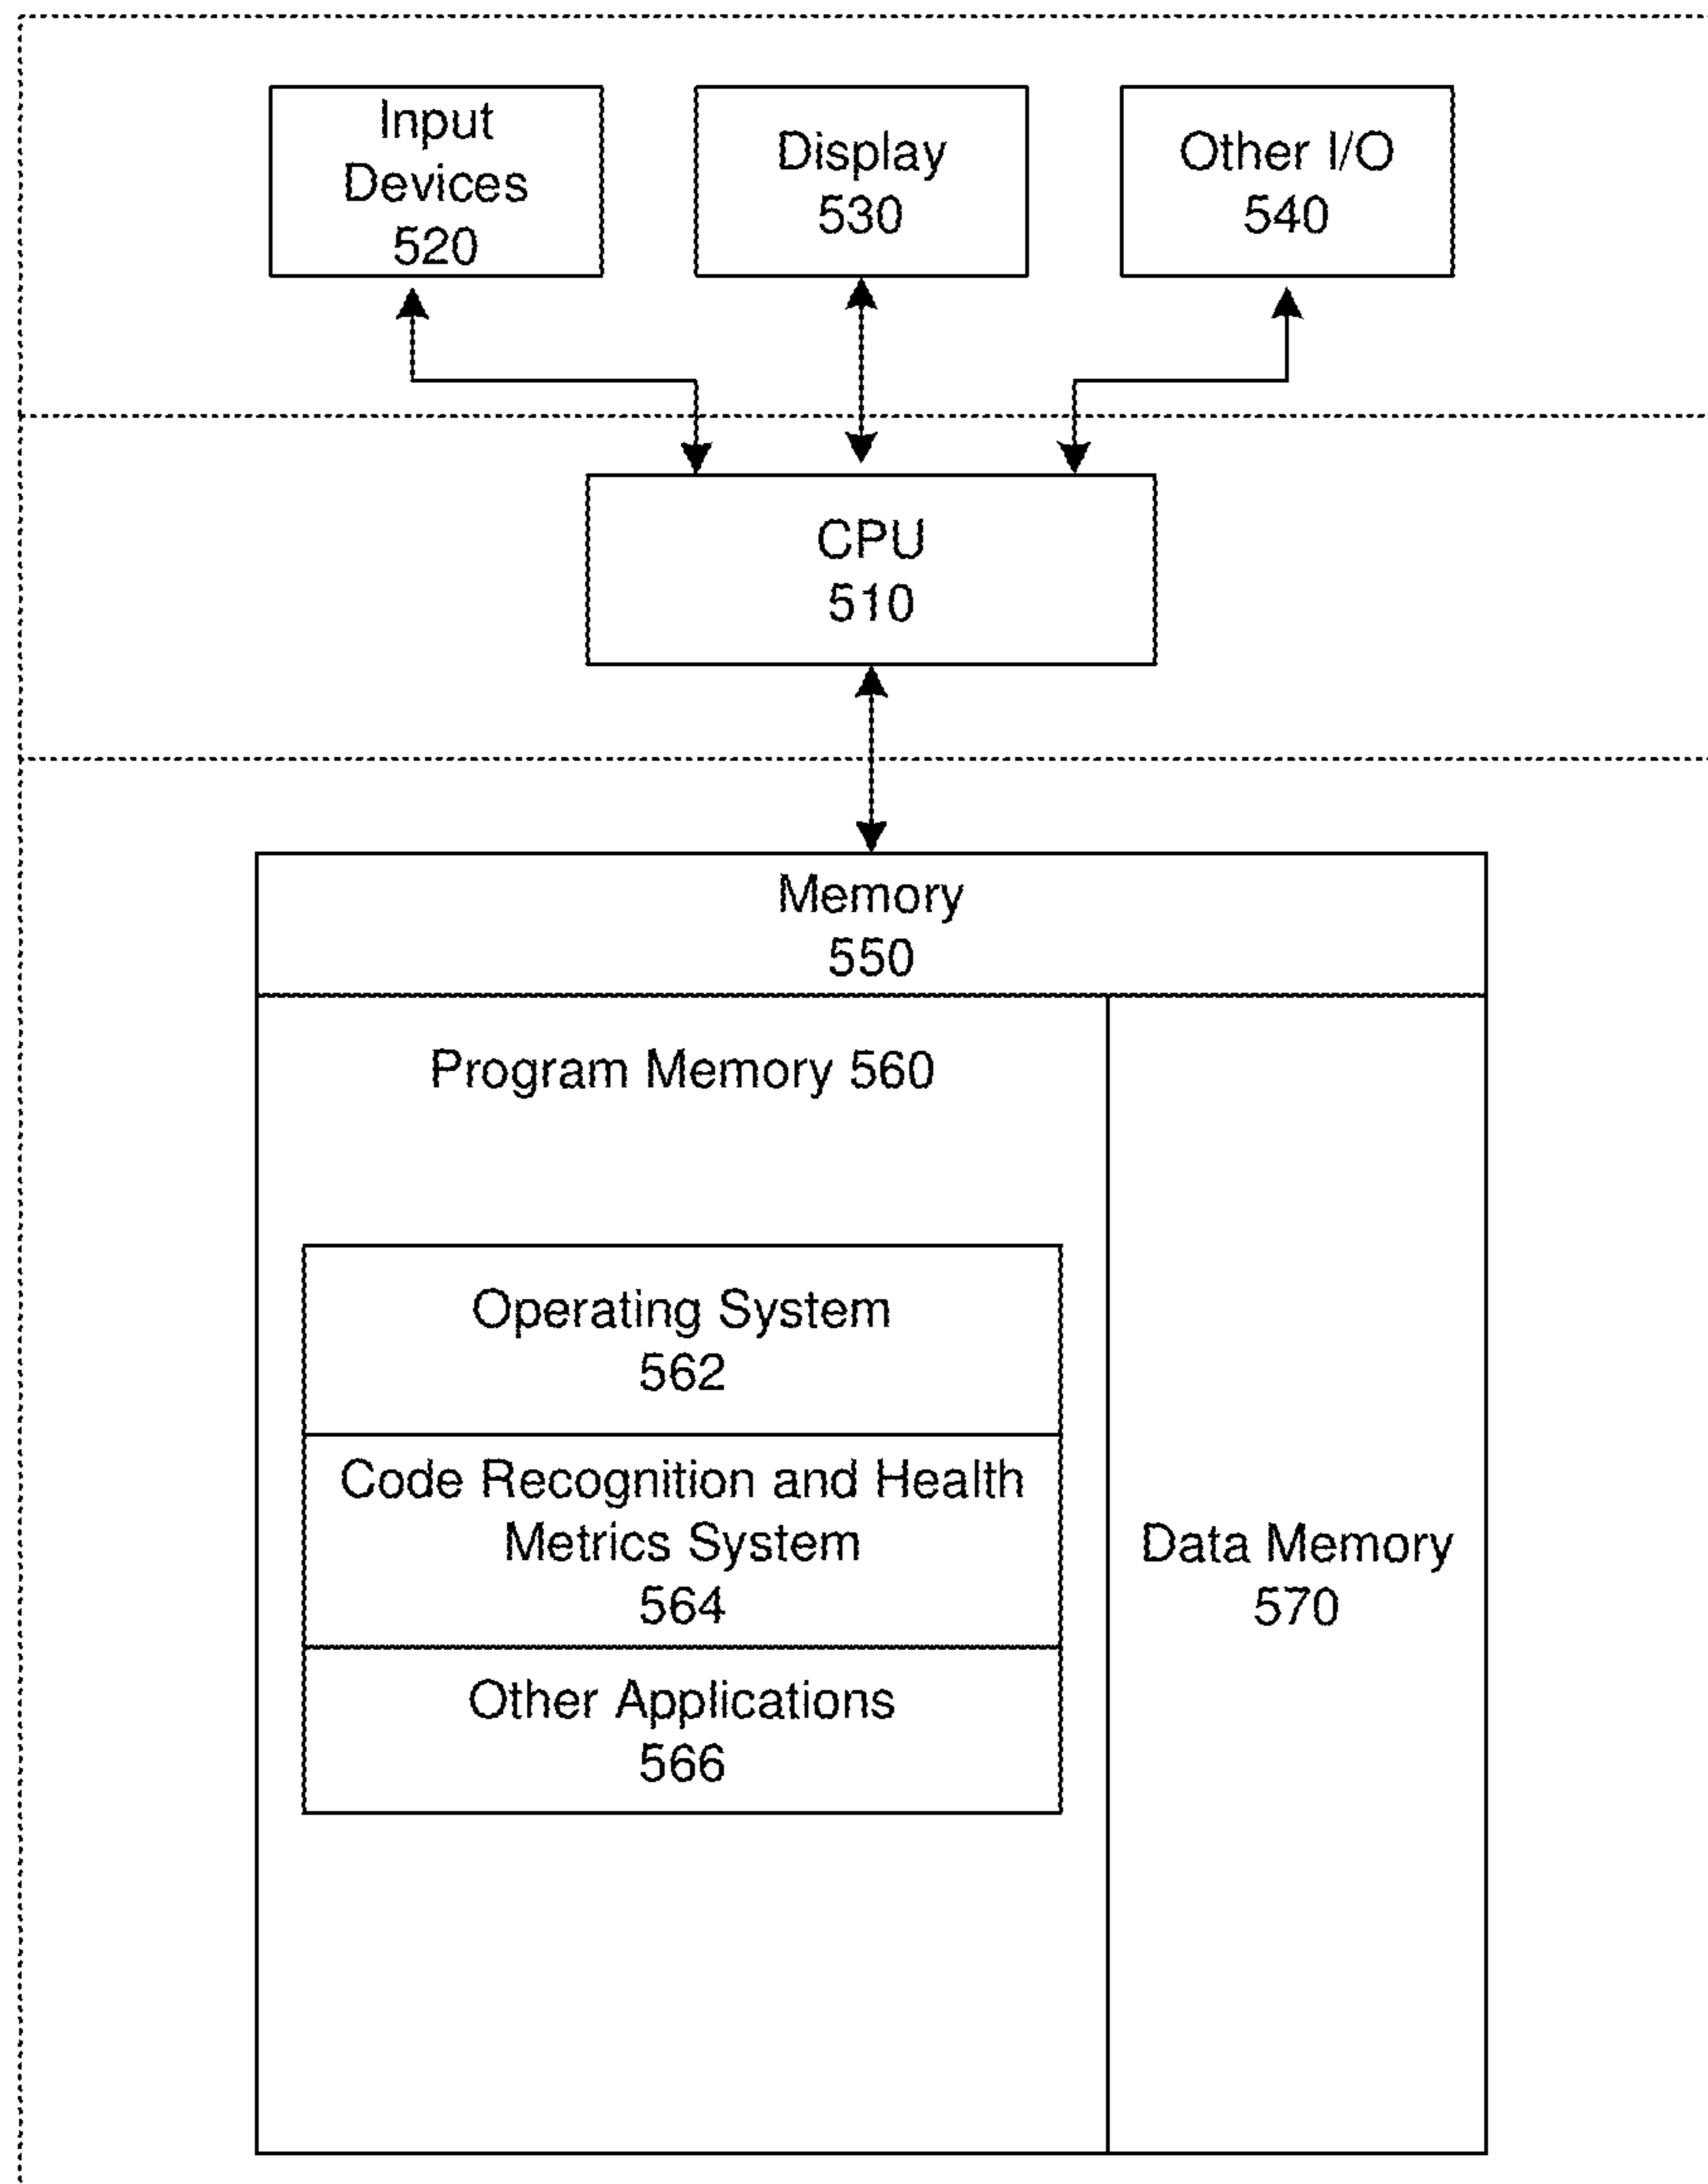 Input
Devices
520
Display
530
Other I/O
540
CPU
510
Memory
550
Program Memory 560
Operating System
562
Code Recognition and Health
Metrics System
564
Other Applications
566
Data Memory
570